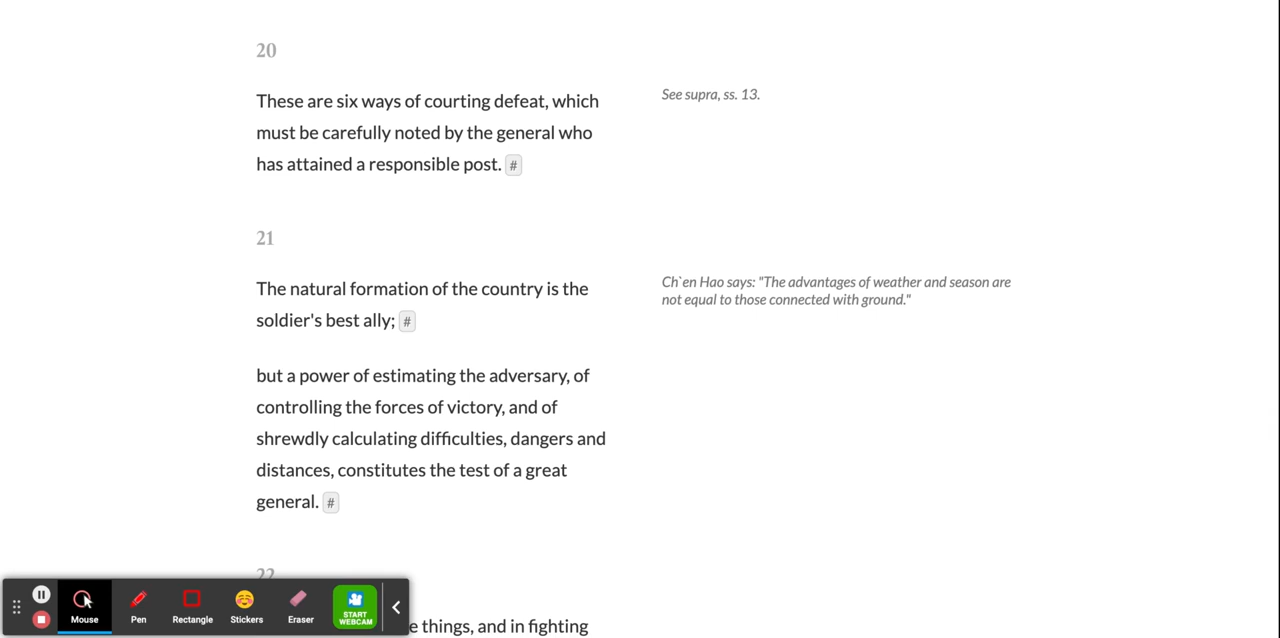 20
These are six ways of courting defeat, which
must be carefully noted by the general who
has attained a responsible post. #
See supra, ss. 13.
21
The natural formation of the country is the
soldier's best ally; #
Ch`en Hao says: "The advantages of weather and season are
not equal to those connected with ground."
but a power of estimating the adversary, of
controlling the forces of victory, and of
shrewdly calculating difficulties, dangers and
distances, constitutes the test of a great
general. #
22
e things, and in fighting
Mouse
Pen
Rectangle
Stickers
Eraser
START
WEBCAM